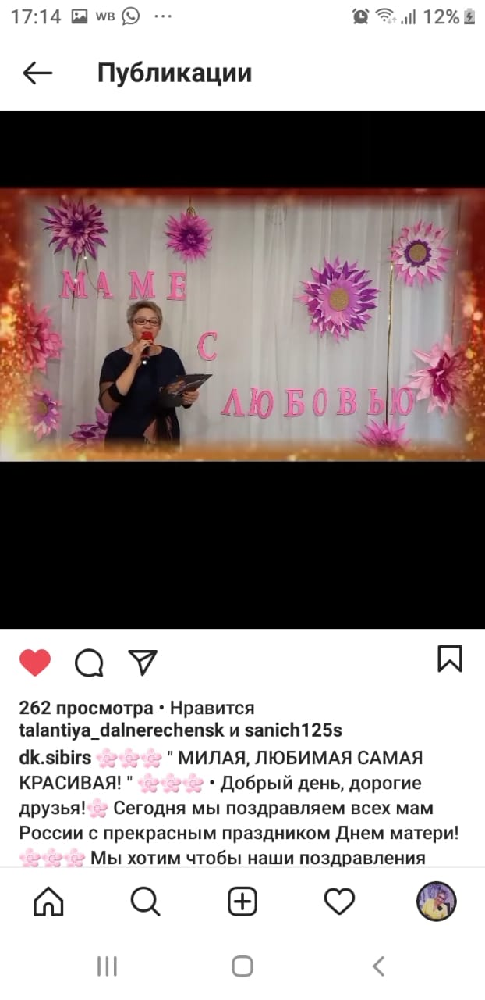 17:14 WB 12%
Публикации
МАМЕ
С
ЛЮБОВЬЮ
262 просмотра • Нравится
talantiya_dalnerechensk и sanich125s
dk.sibirs 🌸🌸🌸 " МИЛАЯ, ЛЮБИМАЯ САМАЯ
КРАСИВАЯ! " 🌸🌸🌸 • Добрый день, дорогие
друзья!🌸 Сегодня мы поздравляем всех мам
России с прекрасным праздником Днем матери!
🌸🌸🌸 Мы хотим чтобы наши поздравления